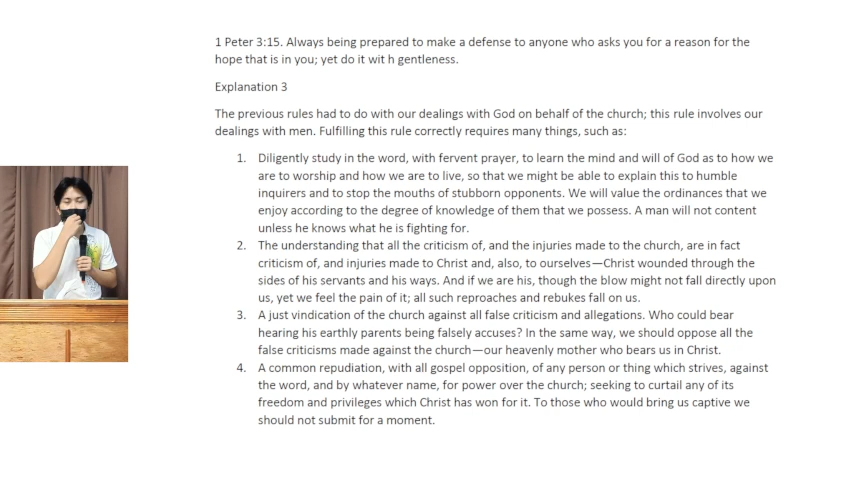 1 Peter 3:15. Always being prepared to make a defense to anyone who asks you for a reason for the
hope that is in you; yet do it wit h gentleness.
Explanation 3
The previous rules had to do with our dealings with God on behalf of the church; this rule involves our
dealings with men. Fulfilling this rule correctly requires many things, such as:
1. Diligently study in the word, with fervent prayer, to learn the mind and will of God as to how we
are to worship and how we are to live, so that we might be able to explain this to humble
inquirers and to stop the mouths of stubborn opponents. We will value the ordinances that we
enjoy according to the degree of knowledge of them that we possess. A man will not content
unless he knows what he is fighting for.
2. The understanding that all the criticism of, and the injuries made to the church, are in fact
criticism of, and injuries made to Christ and, also, to ourselves—Christ wounded through the
sides of his servants and his ways. And if we are his, though the blow might not fall directly upon
us, yet we feel the pain of it; all such reproaches and rebukes fall on us.
3. A just vindication of the church against all false criticism and allegations. Who could bear
hearing his earthly parents being falsely accuses? In the same way, we should oppose all the
false criticisms made against the church—our heavenly mother who bears us in Christ.
4. A common repudiation, with all gospel opposition, of any person or thing which strives, against
the word, and by whatever name, for power over the church; seeking to curtail any of its
freedom and privileges which Christ has won for it. To those who would bring us captive we
should not submit for a moment.